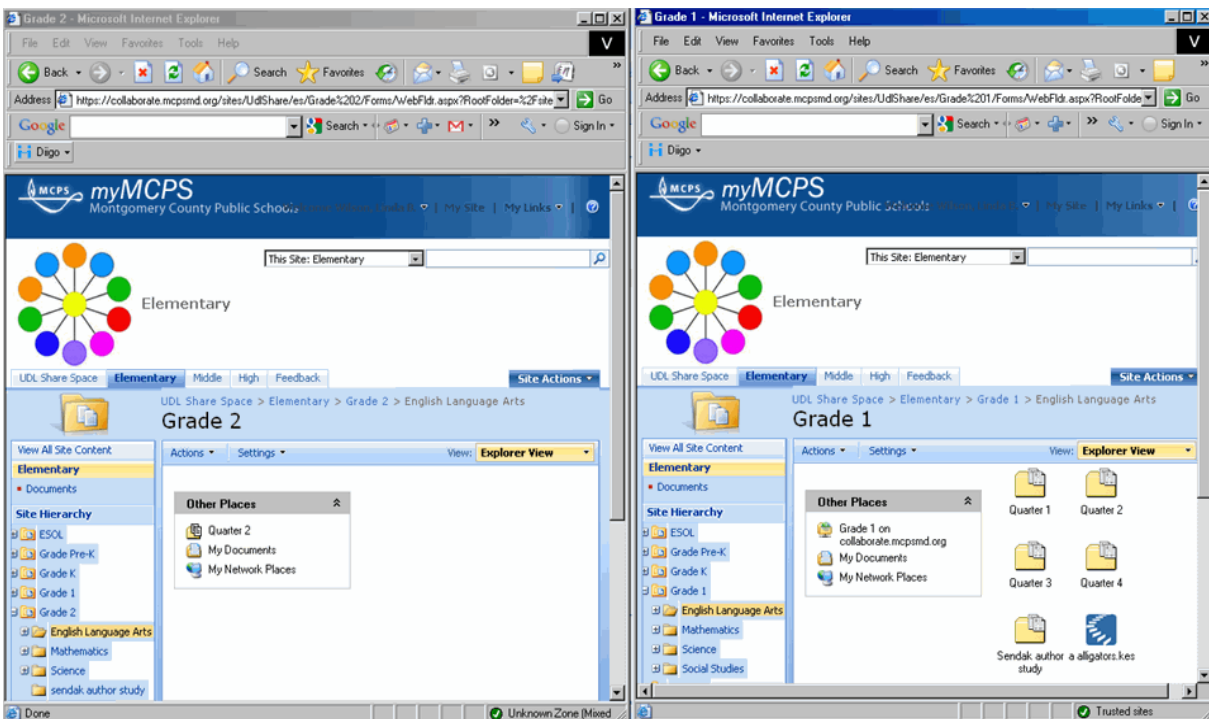 Grade 2 - Microsoft Internet Explorer
File Edit View Favorites Tools Help
Back Search Favorites
Address https://collaborate.mcpsmd.org/sites/UdlShare/es/Grade%202/Forms/WebFldr.aspx?RootFolder=%2Fsite Go
Google Search Sign In
Diigo
MCPS myMCPS
Montgomery County Public Schools | My Site | My Links |
This Site: Elementary
Elementary
UDL Share Space Elementary Middle High Feedback Site Actions
UDL Share Space > Elementary > Grade 2 > English Language Arts
Grade 2
View All Site Content
Actions Settings View: Explorer View
Elementary
Documents
Site Hierarchy
ESOL
Grade Pre-K
Grade K
Grade 1
Grade 2
English Language Arts
Mathematics
Science
sendak author study
Other Places
Quarter 2
My Documents
My Network Places
Done Unknown Zone (Mixed
Grade 1 - Microsoft Internet Explorer
File Edit View Favorites Tools Help
Back Search Favorites
Address https://collaborate.mcpsmd.org/sites/UdlShare/es/Grade%201/Forms/WebFldr.aspx?RootFolde Go
Google Search Sign In
Diigo
MCPS myMCPS
Montgomery County Public Schools | My Site | My Links |
This Site: Elementary
Elementary
UDL Share Space Elementary Middle High Feedback Site Actions
UDL Share Space > Elementary > Grade 1 > English Language Arts
Grade 1
View All Site Content
Actions Settings View: Explorer View
Elementary
Documents
Site Hierarchy
ESOL
Grade Pre-K
Grade K
Grade 1
English Language Arts
Mathematics
Science
Social Studies
Other Places
Grade 1 on
collaborate.mcpsmd.org
My Documents
My Network Places
Quarter 1 Quarter 2
Quarter 3 Quarter 4
Sendak author study
a alligators.kes
Trusted sites